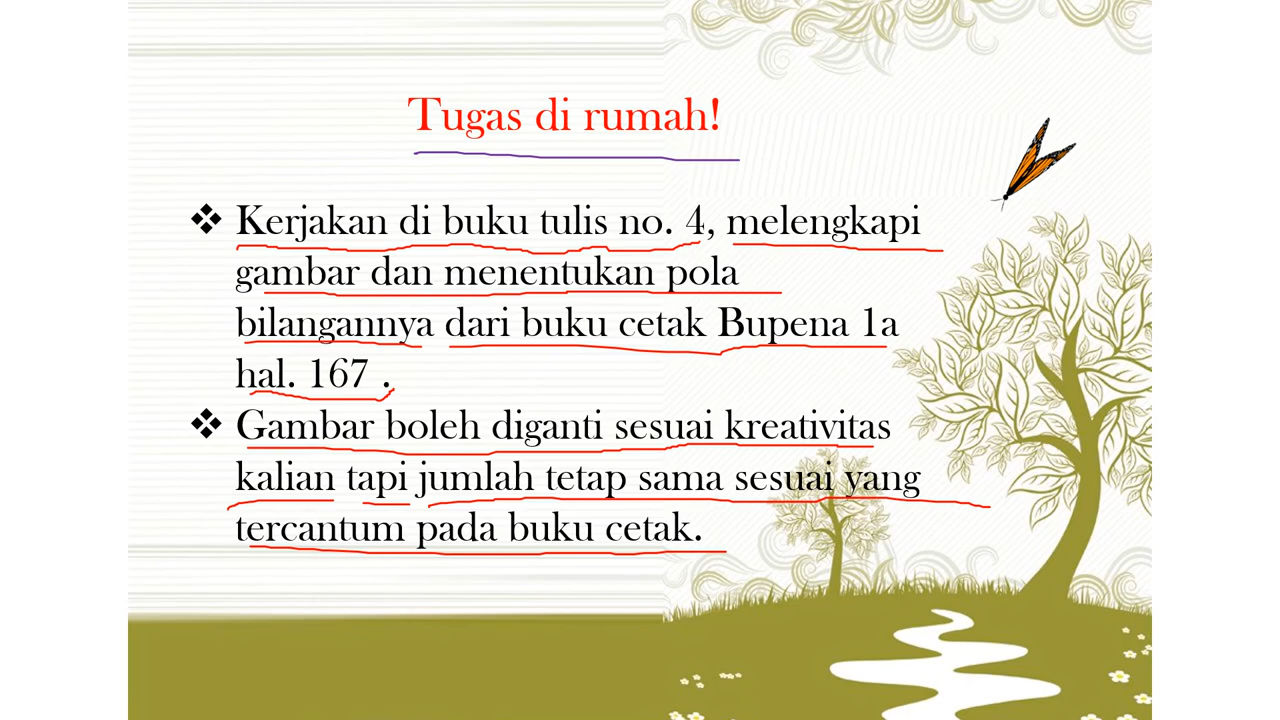 Tugas di rumah!
❖ Kerjakan di buku tulis no. 4, melengkapi
gambar dan menentukan pola
bilangannya dari buku cetak Bupena 1a
hal. 167 .
❖ Gambar boleh diganti sesuai kreativitas
kalian tapi jumlah tetap sama sesuai yang
tercantum pada buku cetak.